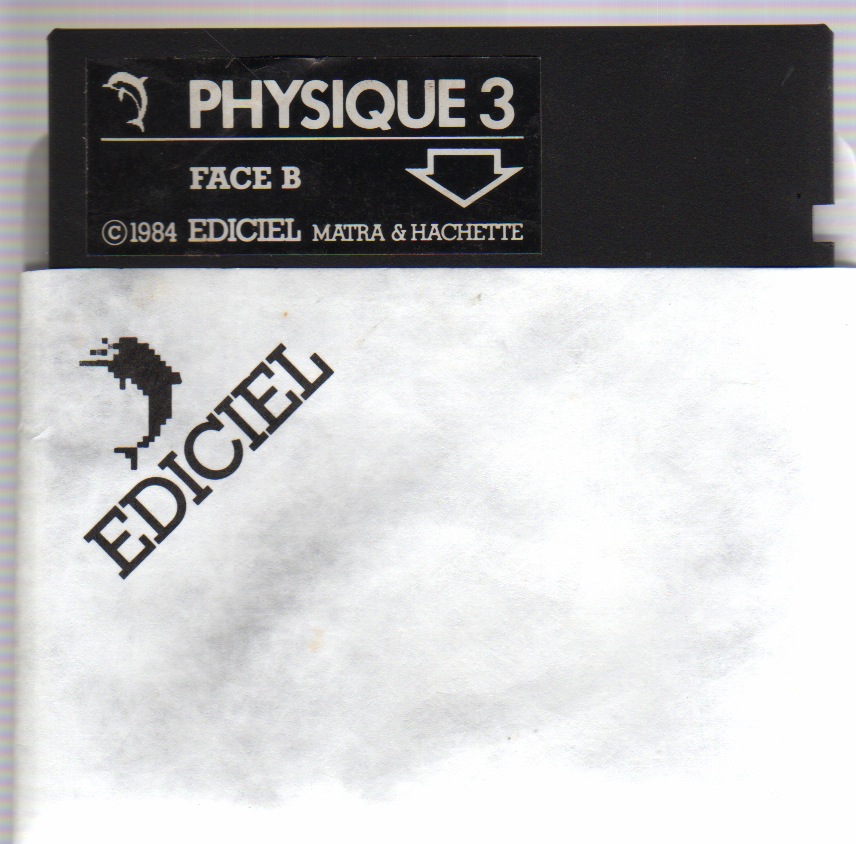 PHYSIQUE 3
FACE B
©1984 EDICIEL MATRA & HACHETTE
EDICIEL